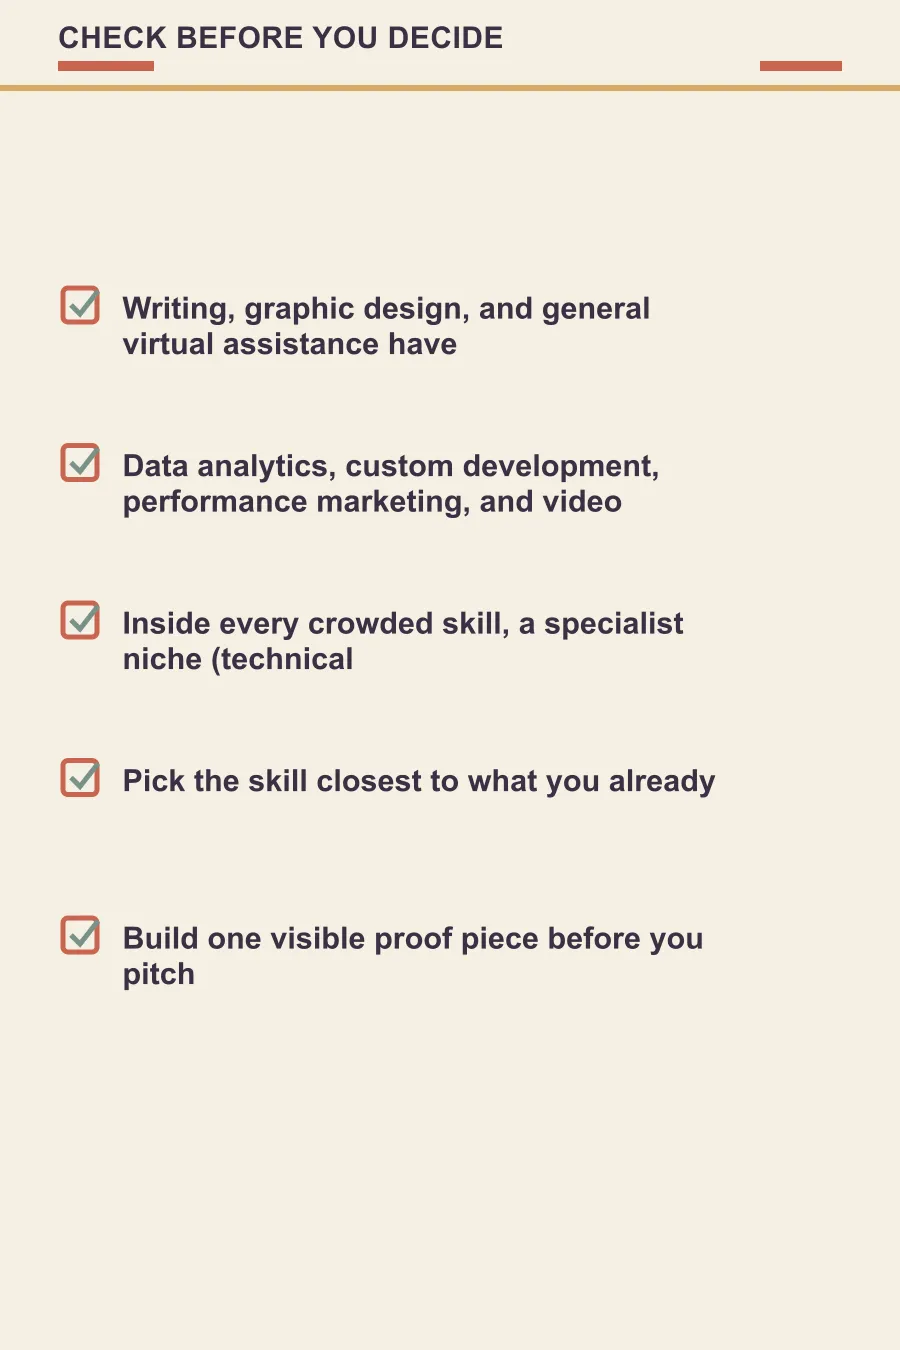 CHECK BEFORE YOU DECIDE
Writing, graphic design, and general
virtual assistance have
Data analytics, custom development,
performance marketing, and video
Inside every crowded skill, a specialist
niche (technical
Pick the skill closest to what you already
Build one visible proof piece before you
pitch